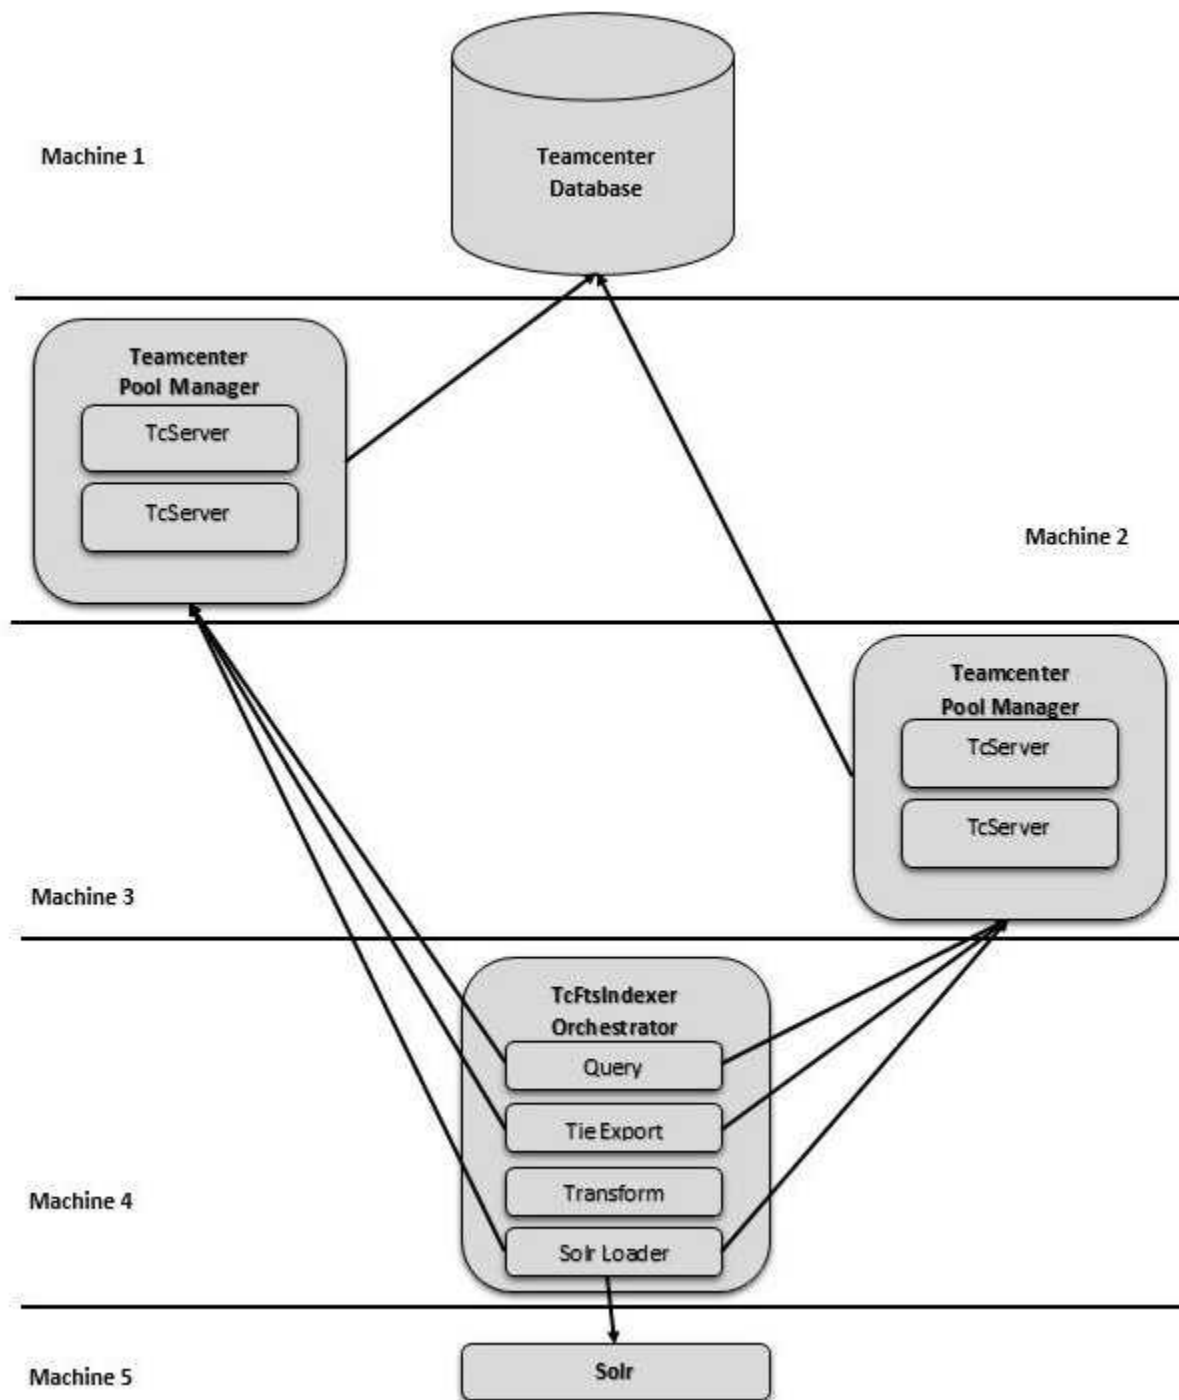 Machine 1
Teamcenter
Database
Teamcenter
Pool Manager
TcServer
TcServer
Machine 2
Teamcenter
Pool Manager
TcServer
TcServer
Machine 3
TcFtsIndexer
Orchestrator
Query
Tie Export
Transform
Solr Loader
Machine 4
Solr
Machine 5